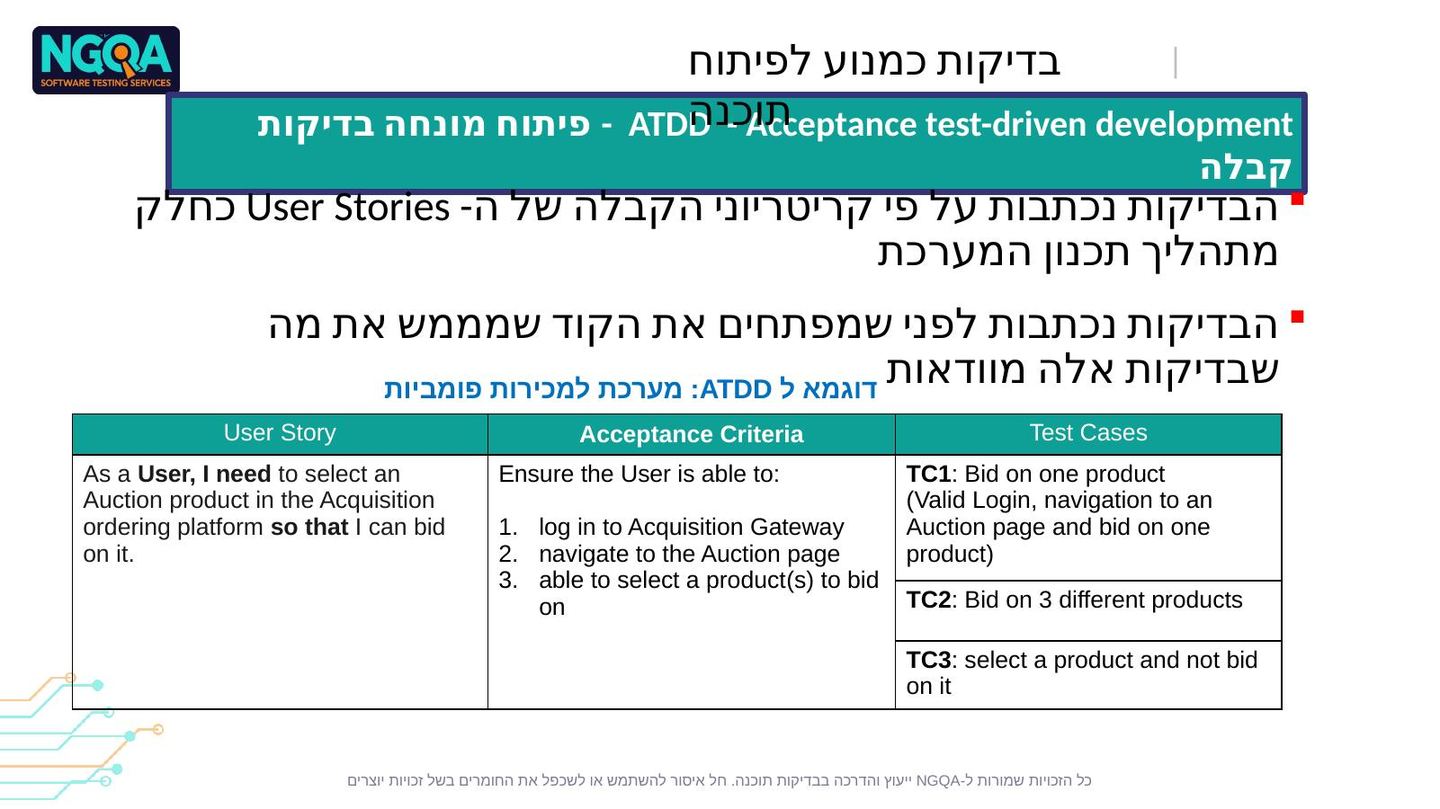 NGQA
SOFTWARE TESTING SERVICES
בדיקות כמנוע לפיתוח
תוכנה
ATDD - Acceptance test-driven development - פיתוח מונחה בדיקות
קבלה
הבדיקות נכתבות על פי קריטריוני הקבלה של ה- User Stories כחלק
מתהליך תכנון המערכת
הבדיקות נכתבות לפני שמפתחים את הקוד שמממש את מה
שבדיקות אלה מוודאות
דוגמא ל ATDD: מערכת למכירות פומביות
User Story
As a User, I need to select an
Auction product in the Acquisition
ordering platform so that I can bid
on it.
Acceptance Criteria
Ensure the User is able to:
1. log in to Acquisition Gateway
2. navigate to the Auction page
3. able to select a product(s) to bid
on
Test Cases
TC1: Bid on one product
(Valid Login, navigation to an
Auction page and bid on one
product)
TC2: Bid on 3 different products
TC3: select a product and not bid
on it
כל הזכויות שמורות ל-NGQA ייעוץ והדרכה בבדיקות תוכנה. חל איסור להשתמש או לשכפל את החומרים בשל זכויות יוצרים